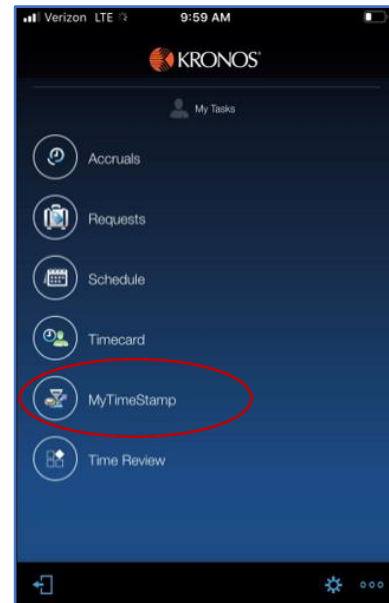 Verizon LTE 9:59 AM
KRONOS
My Tasks
Accruals
Requests
Schedule
Timecard
MyTimeStamp
Time Review